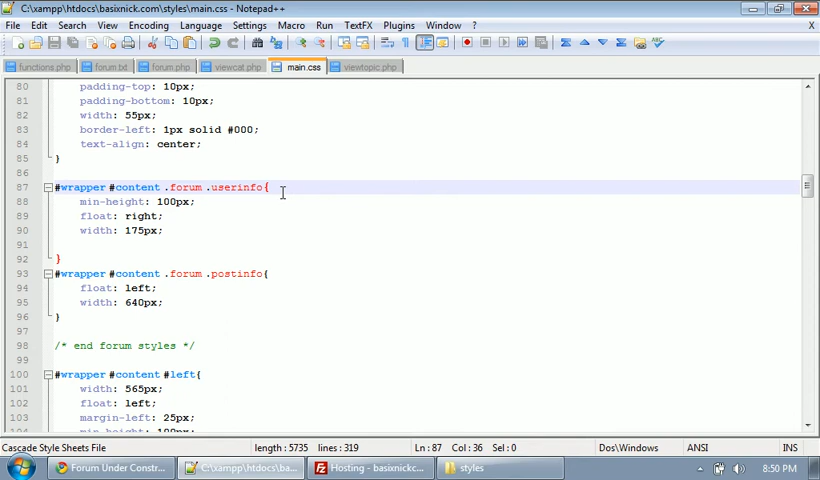 C:\xampp\htdocs\basixnick.com\styles\main.css - Notepad++
File Edit Search View Encoding Language Settings Macro Run TextFX Plugins Window ? X
functions.php forum.txt forum.php viewcat.php main.css viewtopic.php
80 padding-top: 10px;
81 padding-bottom: 10px;
82 width: 55px;
83 border-left: 1px solid #000;
84 text-align: center;
85 }
86
87 #wrapper #content .forum .userinfo{
88 min-height: 100px;
89 float: right;
90 width: 175px;
91
92 }
93 #wrapper #content .forum .postinfo{
94 float: left;
95 width: 640px;
96 }
97
98 /* end forum styles */
99
100 #wrapper #content #left{
101 width: 565px;
102 float: left;
103 margin-left: 25px;
104 min-height: 100px;
Cascade Style Sheets File length : 5735 lines : 319 Ln : 87 Col : 36 Sel : 0 Dos\Windows ANSI INS
Forum Under Constr... C:\xampp\htdocs\ba... Hosting - basixnickc... styles 8:50 PM